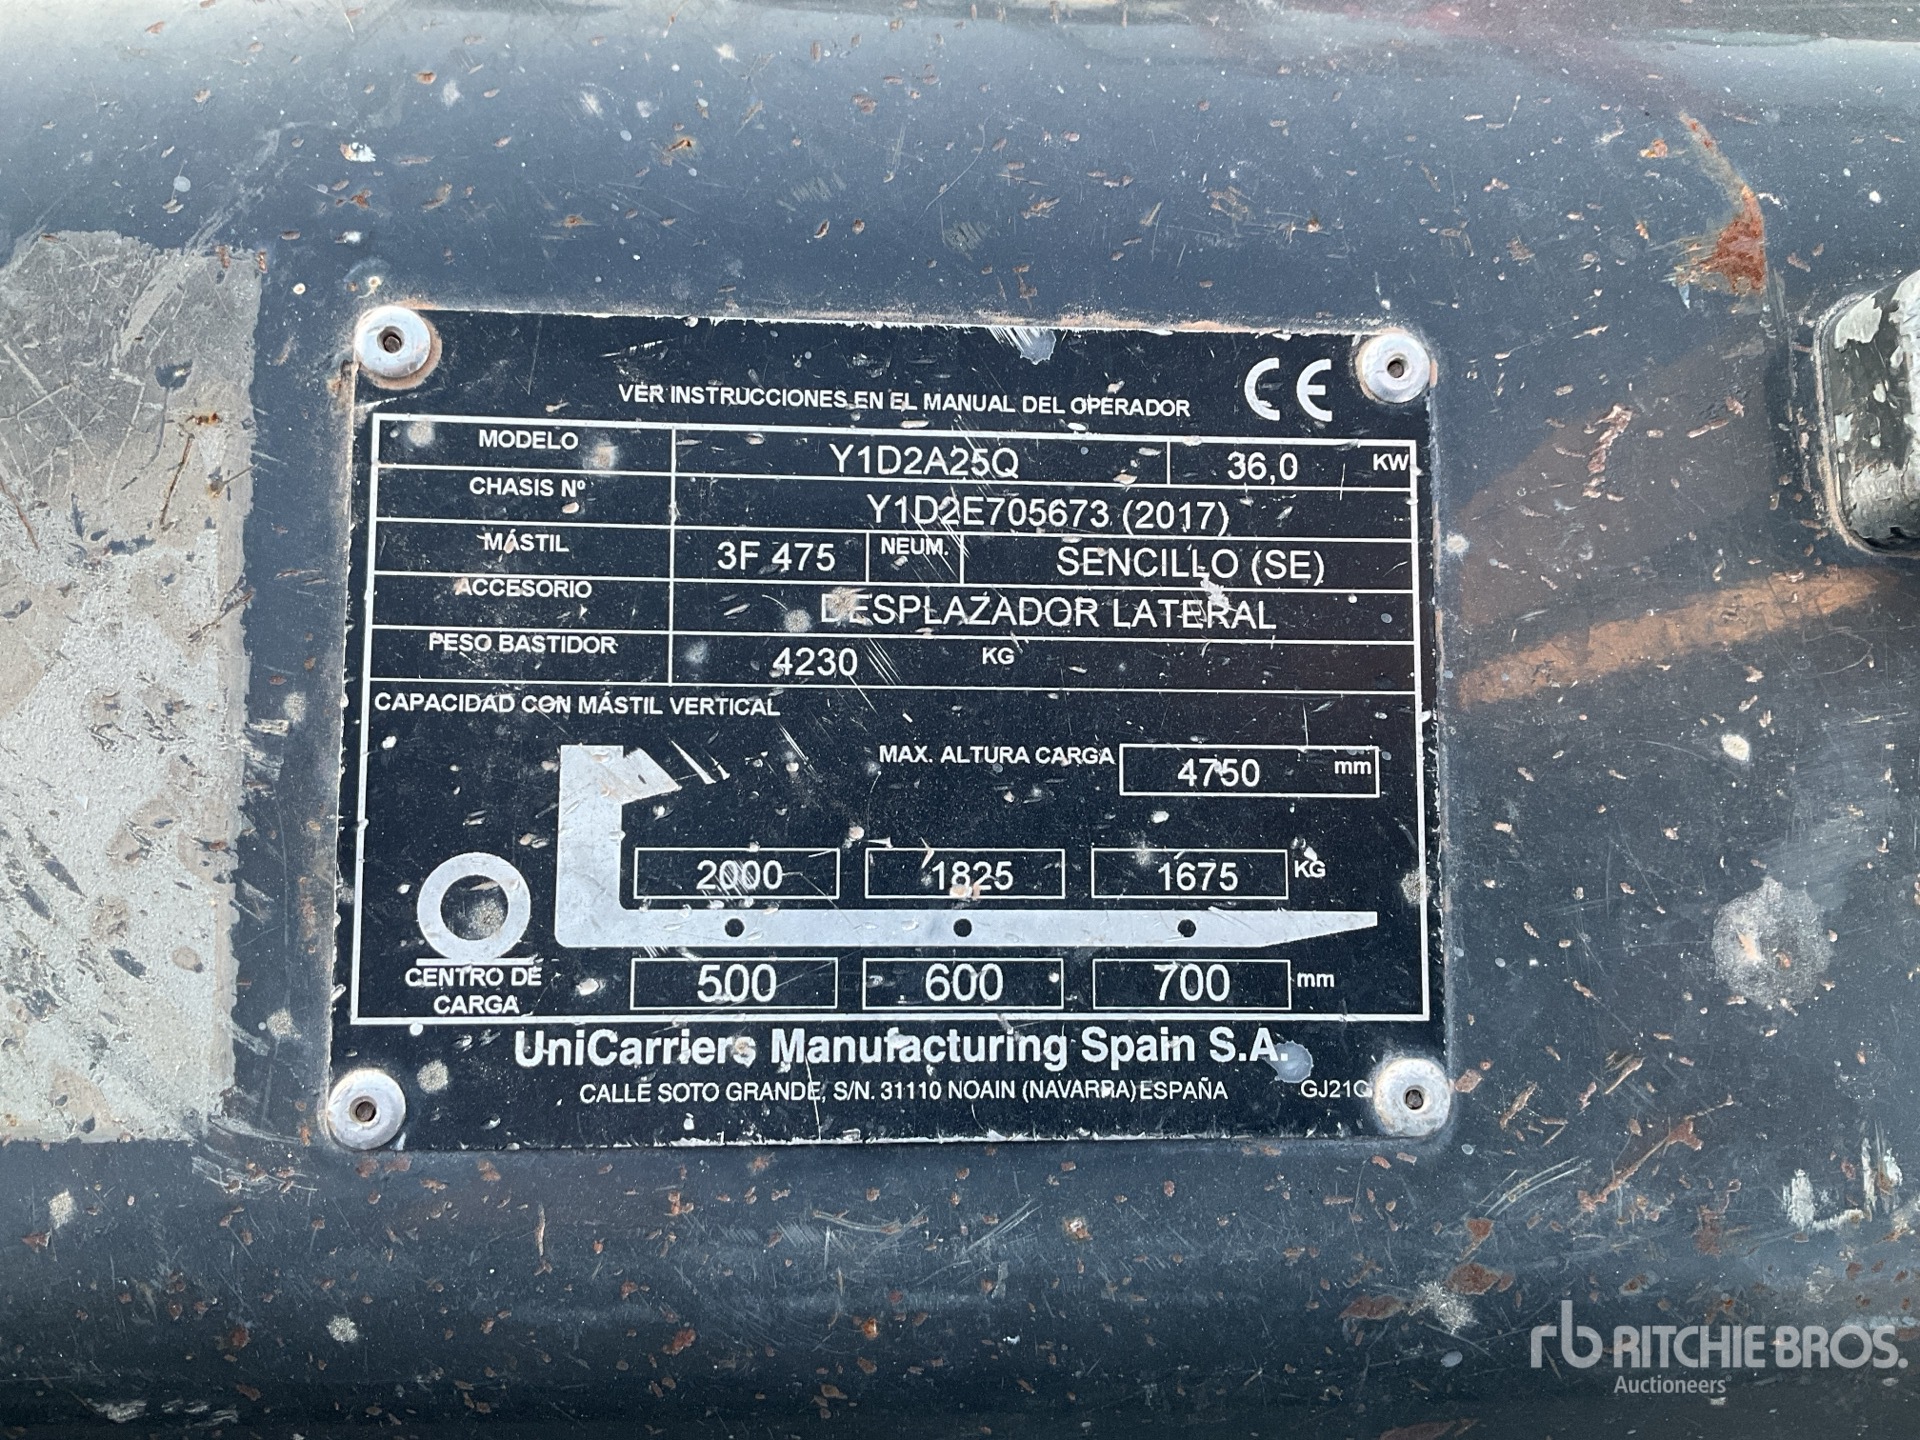 VER INSTRUCCIONES EN EL MANUAL DEL OPERADOR CE
MODELO Y1D2A25Q 36,0 KW
CHASIS Nº Y1D2E705673 (2017)
MÁSTIL 3F 475 NEUM. SENCILLO (SE)
ACCESORIO DESPLAZADOR LATERAL
PESO BASTIDOR 4230 KG
CAPACIDAD CON MÁSTIL VERTICAL
MAX. ALTURA CARGA 4750 mm
2000 1825 1675 KG
CENTRO DE
CARGA
500 600 700 mm
UniCarriers Manufacturing Spain S.A.
CALLE SOTO GRANDE, S/N. 31110 NOAIN (NAVARRA) ESPAÑA
rb RITCHIE BROS.
Auctioneers